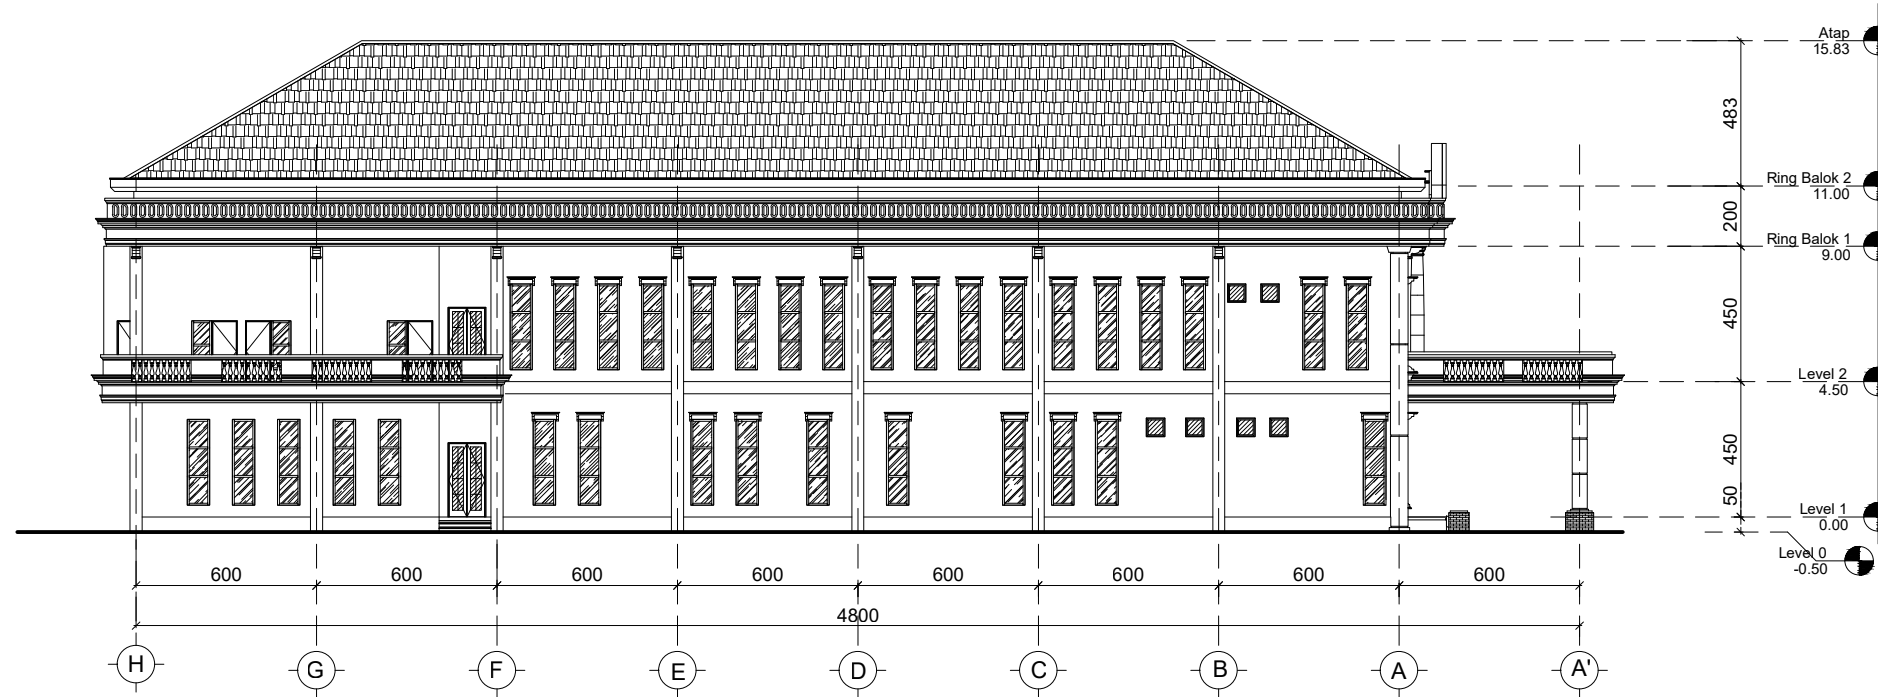 Atap
15.83
483
Ring Balok 2
11.00
200
Ring Balok 1
9.00
450
Level 2
4.50
450
50
Level 1
0.00
Level 0
-0.50
600 600 600 600 600 600 600 600
4800
H G F E D C B A A'